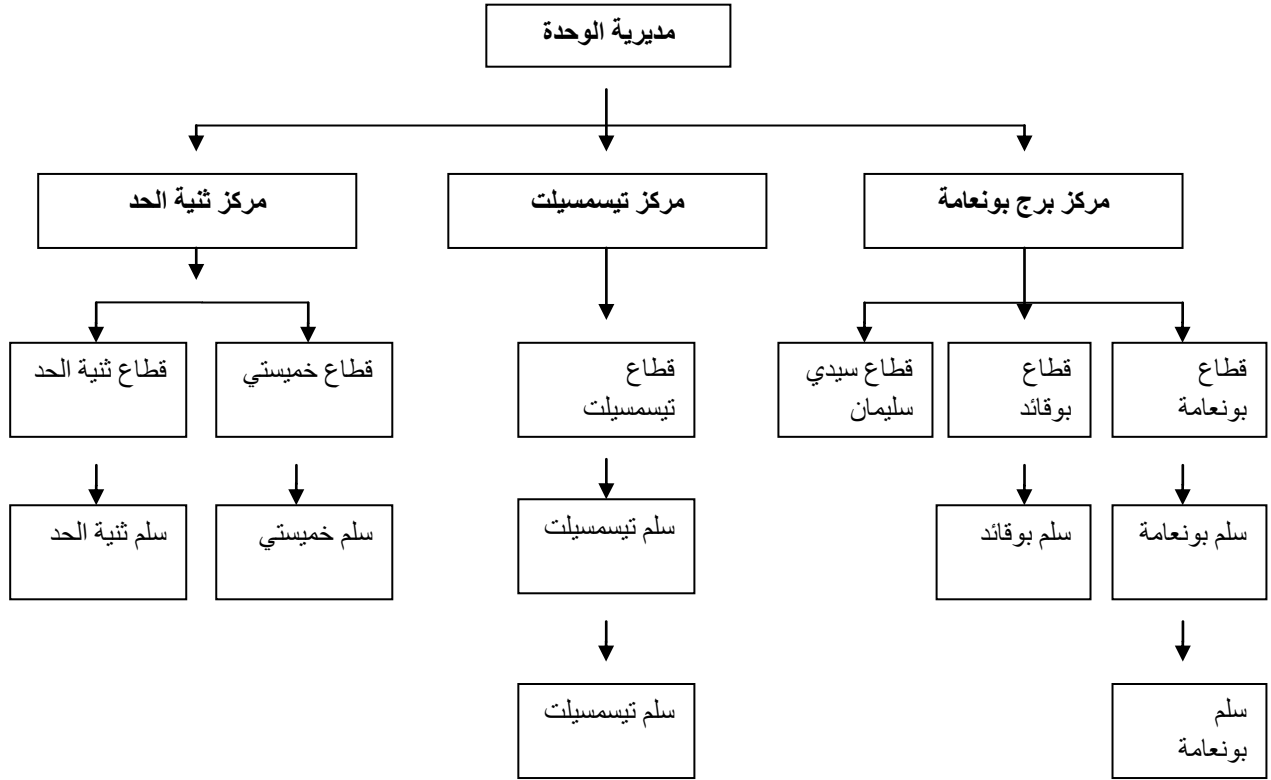 مديرية الوحدة
مركز برج بونعامة
مركز تيسمسيلت
مركز ثنية الحد
قطاع
بونعامة
قطاع
بوقائد
قطاع سيدي
سليمان
قطاع
تيسمسيلت
قطاع خميستي
قطاع ثنية الحد
سلم بونعامة
سلم بوقائد
سلم تيسمسيلت
سلم خميستي
سلم ثنية الحد
سلم
بونعامة
سلم تيسمسيلت